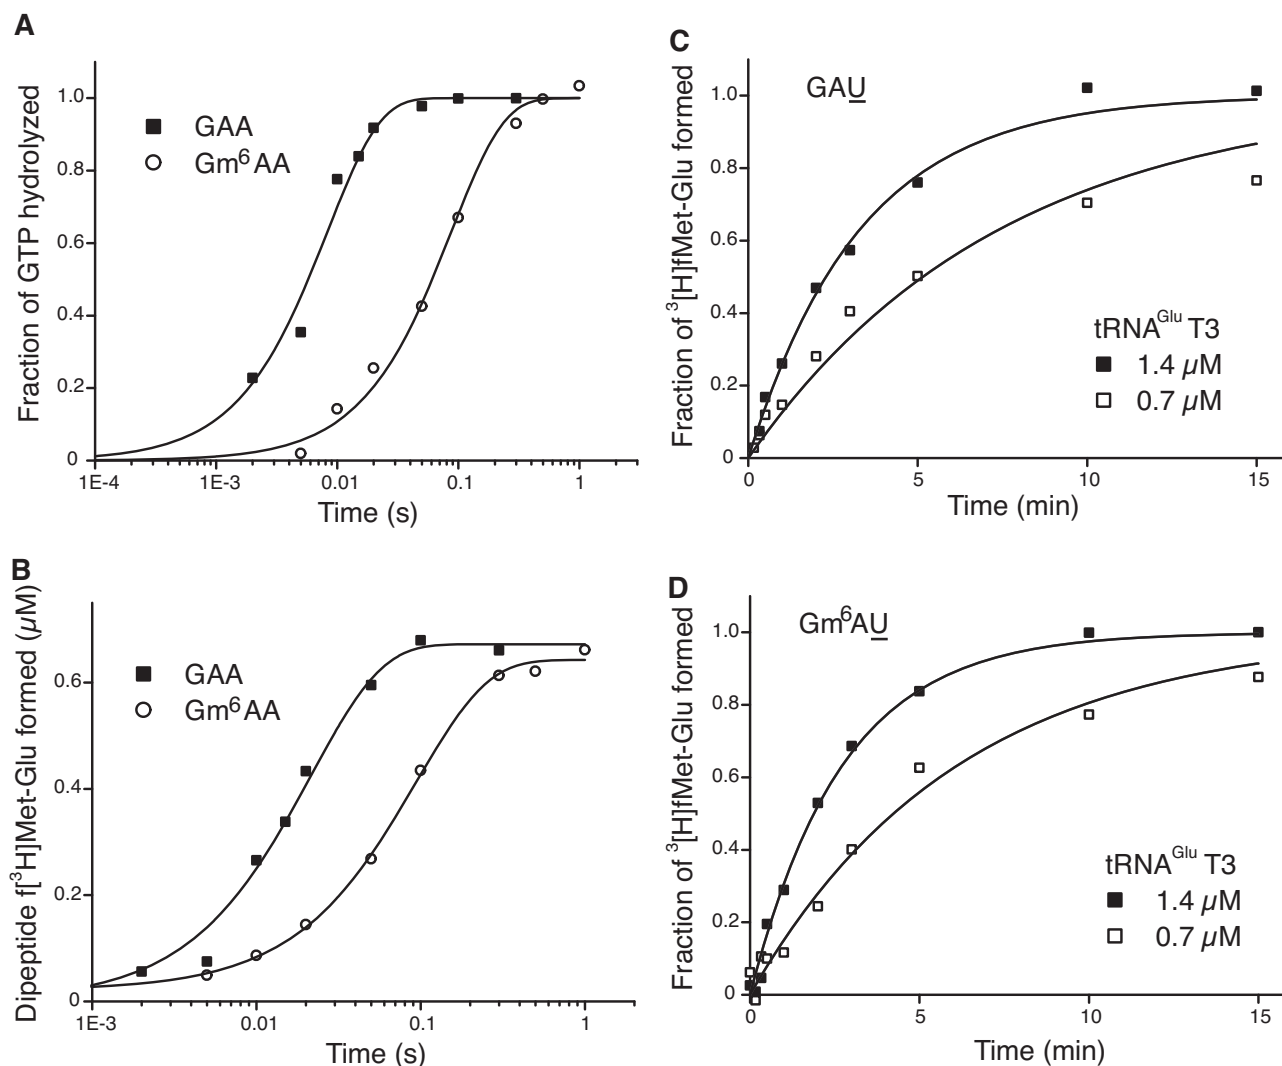 A
Fraction of GTP hydrolyzed
1.0
0.8
0.6
0.4
0.2
0
GAA
Gm⁶AA
1E-4
1E-3
0.01
0.1
1
Time (s)
B
Dipeptide f[³H]Met-Glu formed (µM)
0.6
0.4
0.2
0
GAA
Gm⁶AA
1E-3
0.01
0.1
1
Time (s)
C
Fraction of ³[H]fMet-Glu formed
1.0
0.8
0.6
0.4
0.2
0
GAU
tRNA^Glu T3
1.4 µM
0.7 µM
0
5
10
15
Time (min)
D
Fraction of ³[H]fMet-Glu formed
1.0
0.8
0.6
0.4
0.2
0
Gm⁶AU
tRNA^Glu T3
1.4 µM
0.7 µM
0
5
10
15
Time (min)